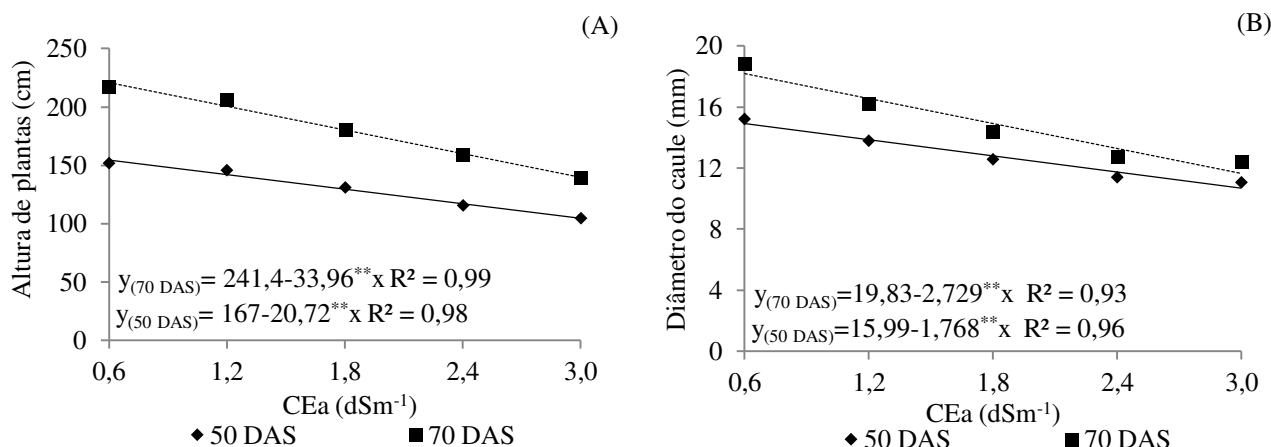 (A)
Altura de plantas (cm)
250
200
150
100
50
0
y(70 DAS)= 241,4-33,96**x R² = 0,99
y(50 DAS)= 167-20,72**x R² = 0,98
0,6 1,2 1,8 2,4 3,0
CEa (dSm⁻¹)
50 DAS 70 DAS
(B)
Diâmetro do caule (mm)
20
16
12
8
4
0
y(70 DAS)=19,83-2,729**x R² = 0,93
y(50 DAS)=15,99-1,768**x R² = 0,96
0,6 1,2 1,8 2,4 3,0
CEa (dSm⁻¹)
50 DAS 70 DAS